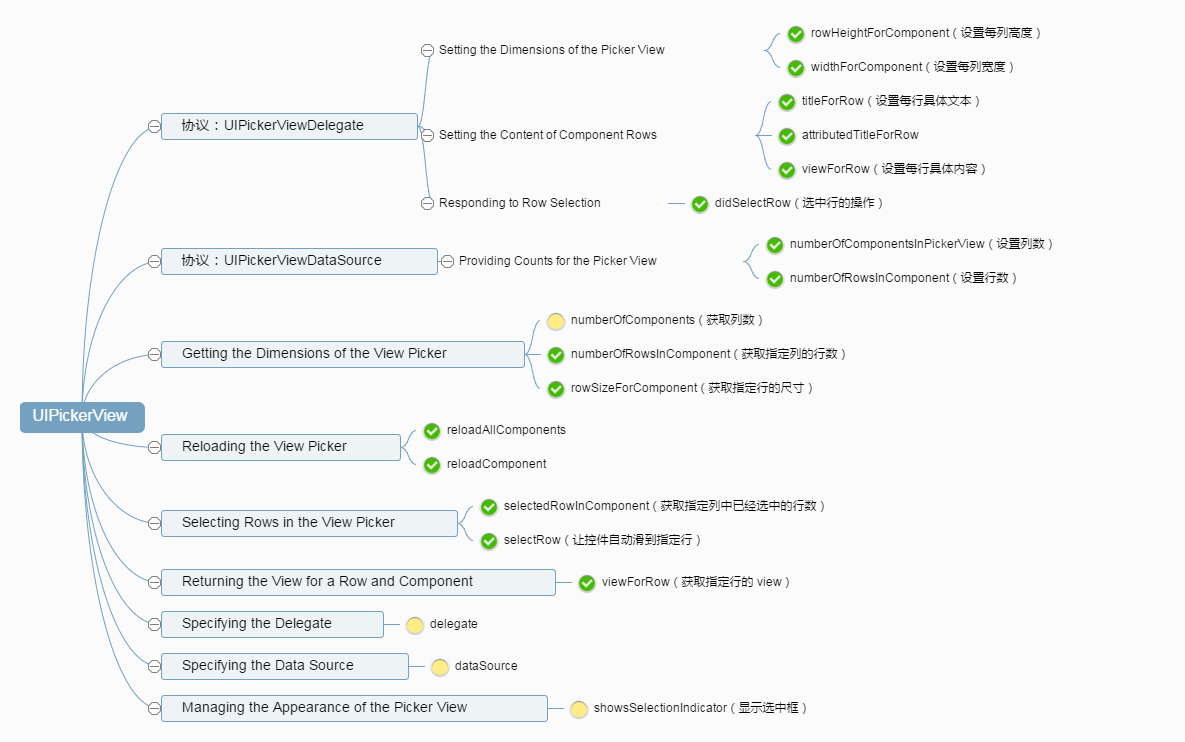 UIPickerView
协议：UIPickerViewDelegate
Setting the Dimensions of the Picker View
rowHeightForComponent（设置每列高度）
widthForComponent（设置每列宽度）
Setting the Content of Component Rows
titleForRow（设置每行具体文本）
attributedTitleForRow
viewForRow（设置每行具体内容）
Responding to Row Selection
didSelectRow（选中行的操作）
协议：UIPickerViewDataSource
Providing Counts for the Picker View
numberOfComponentsInPickerView（设置列数）
numberOfRowsInComponent（设置行数）
Getting the Dimensions of the View Picker
numberOfComponents（获取列数）
numberOfRowsInComponent（获取指定列的行数）
rowSizeForComponent（获取指定行的尺寸）
Reloading the View Picker
reloadAllComponents
reloadComponent
Selecting Rows in the View Picker
selectedRowInComponent（获取指定列中已经选中的行数）
selectRow（让控件自动滑到指定行）
Returning the View for a Row and Component
viewForRow（获取指定行的 view）
Specifying the Delegate
delegate
Specifying the Data Source
dataSource
Managing the Appearance of the Picker View
showsSelectionIndicator（显示选中框）